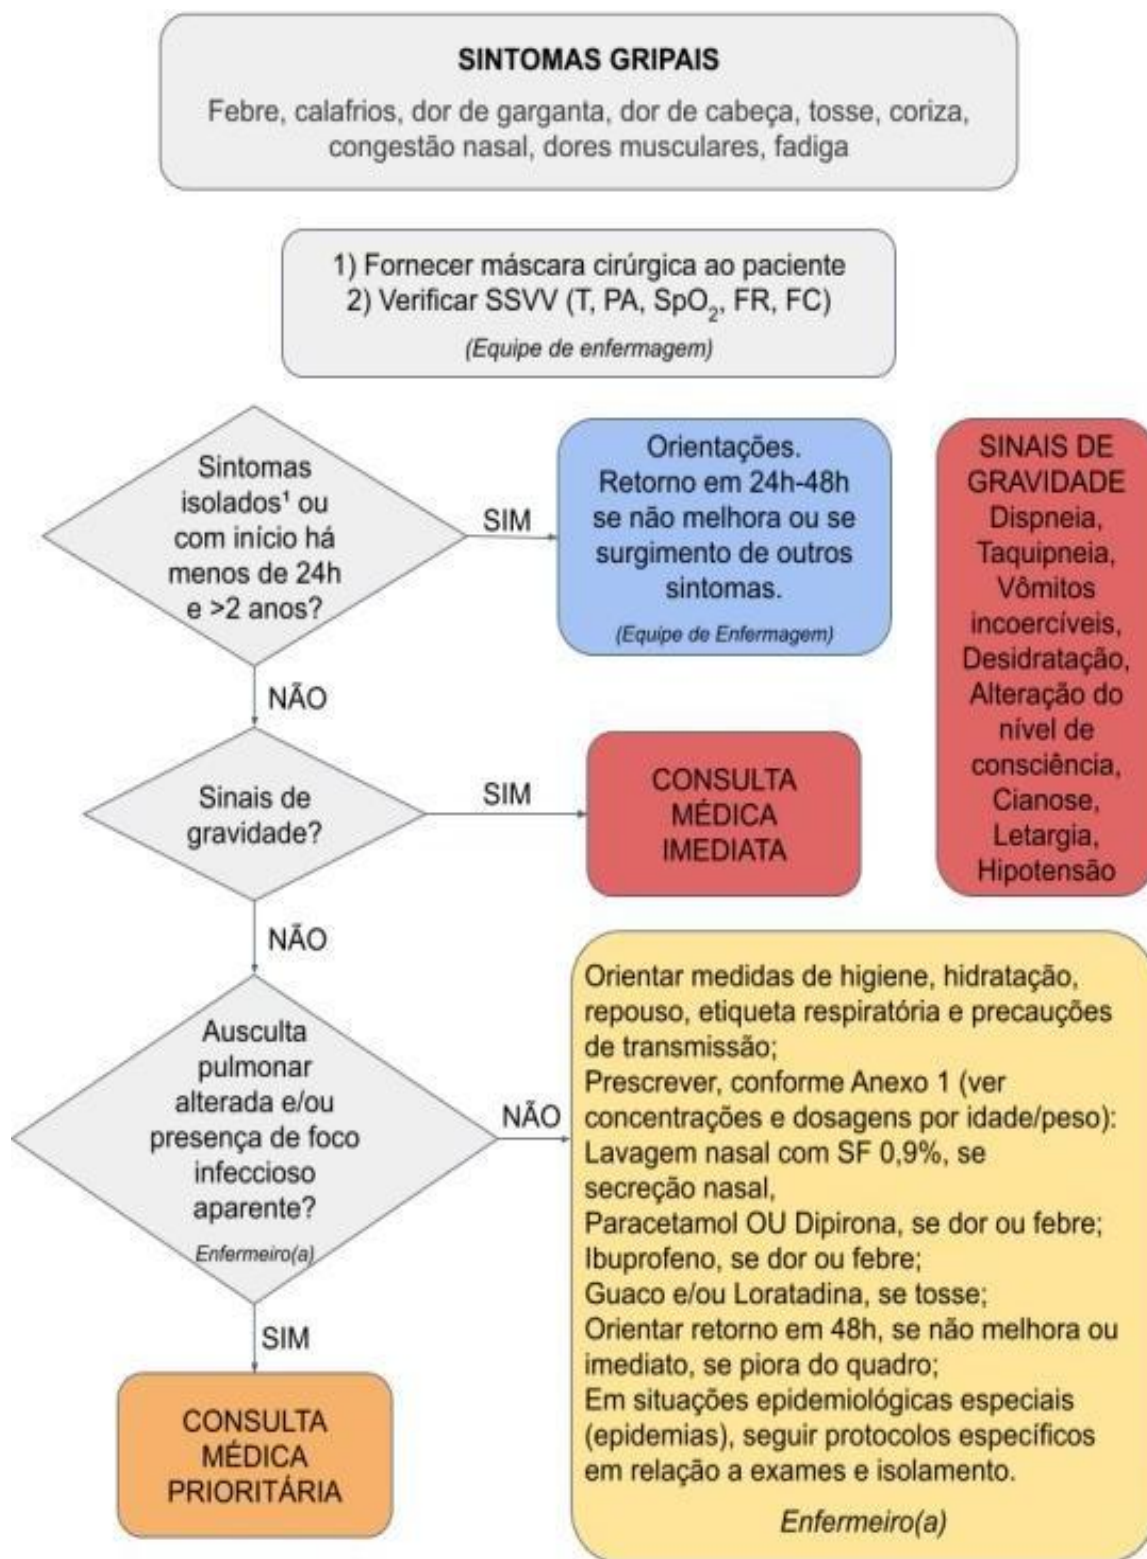 SINTOMAS GRIPAIS
Febre, calafrios, dor de garganta, dor de cabeça, tosse, coriza,
congestão nasal, dores musculares, fadiga
1) Fornecer máscara cirúrgica ao paciente
2) Verificar SSVV (T, PA, SpO₂, FR, FC)
(Equipe de enfermagem)
Sintomas
isolados¹ ou
com início há
menos de 24h
e >2 anos?
SIM
Orientações.
Retorno em 24h-48h
se não melhora ou se
surgimento de outros
sintomas.
(Equipe de Enfermagem)
SINAIS DE
GRAVIDADE
Dispneia,
Taquipneia,
Vômitos
incoercíveis,
Desidratação,
Alteração do
nível de
consciência,
Cianose,
Letargia,
Hipotensão
NÃO
Sinais de
gravidade?
SIM
CONSULTA
MÉDICA
IMEDIATA
NÃO
Ausculta
pulmonar
alterada e/ou
presença de foco
infeccioso
aparente?
Enfermeiro(a)
NÃO
Orientar medidas de higiene, hidratação,
repouso, etiqueta respiratória e precauções
de transmissão;
Prescrever, conforme Anexo 1 (ver
concentrações e dosagens por idade/peso):
Lavagem nasal com SF 0,9%, se
secreção nasal,
Paracetamol OU Dipirona, se dor ou febre;
Ibuprofeno, se dor ou febre;
Guaco e/ou Loratadina, se tosse;
Orientar retorno em 48h, se não melhora ou
imediato, se piora do quadro;
Em situações epidemiológicas especiais
(epidemias), seguir protocolos específicos
em relação a exames e isolamento.
Enfermeiro(a)
SIM
CONSULTA
MÉDICA
PRIORITÁRIA